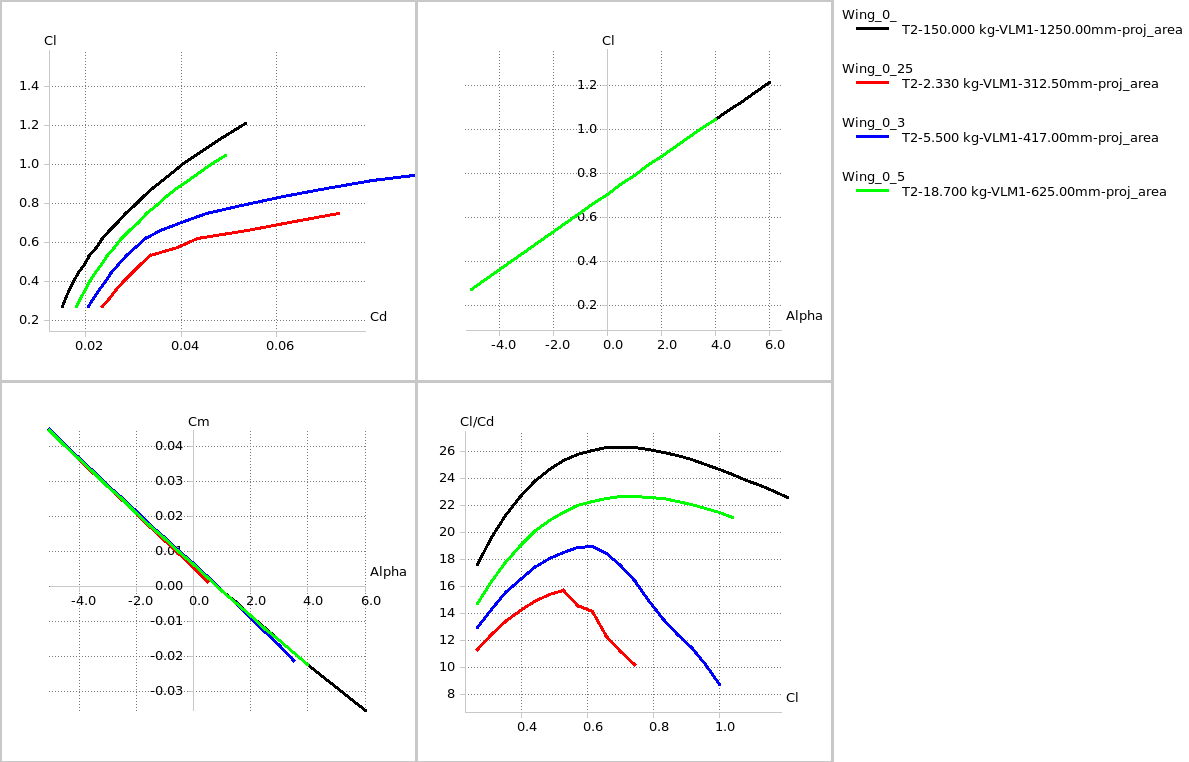 Cl
1.4
1.2
1.0
0.8
0.6
0.4
0.2
Cd
0.02 0.04 0.06
Cl
1.2
1.0
0.8
0.6
0.4
0.2
Alpha
-4.0 -2.0 0.0 2.0 4.0 6.0
Wing_0_
T2-150.000 kg-VLM1-1250.00mm-proj_area
Wing_0_25
T2-2.330 kg-VLM1-312.50mm-proj_area
Wing_0_3
T2-5.500 kg-VLM1-417.00mm-proj_area
Wing_0_5
T2-18.700 kg-VLM1-625.00mm-proj_area
Cm
0.04
0.03
0.02
0.01
Alpha
0.00
-4.0 -2.0 0.0 2.0 4.0 6.0
-0.01
-0.02
-0.03
Cl/Cd
26
24
22
20
18
16
14
12
10
8
Cl
0.4 0.6 0.8 1.0